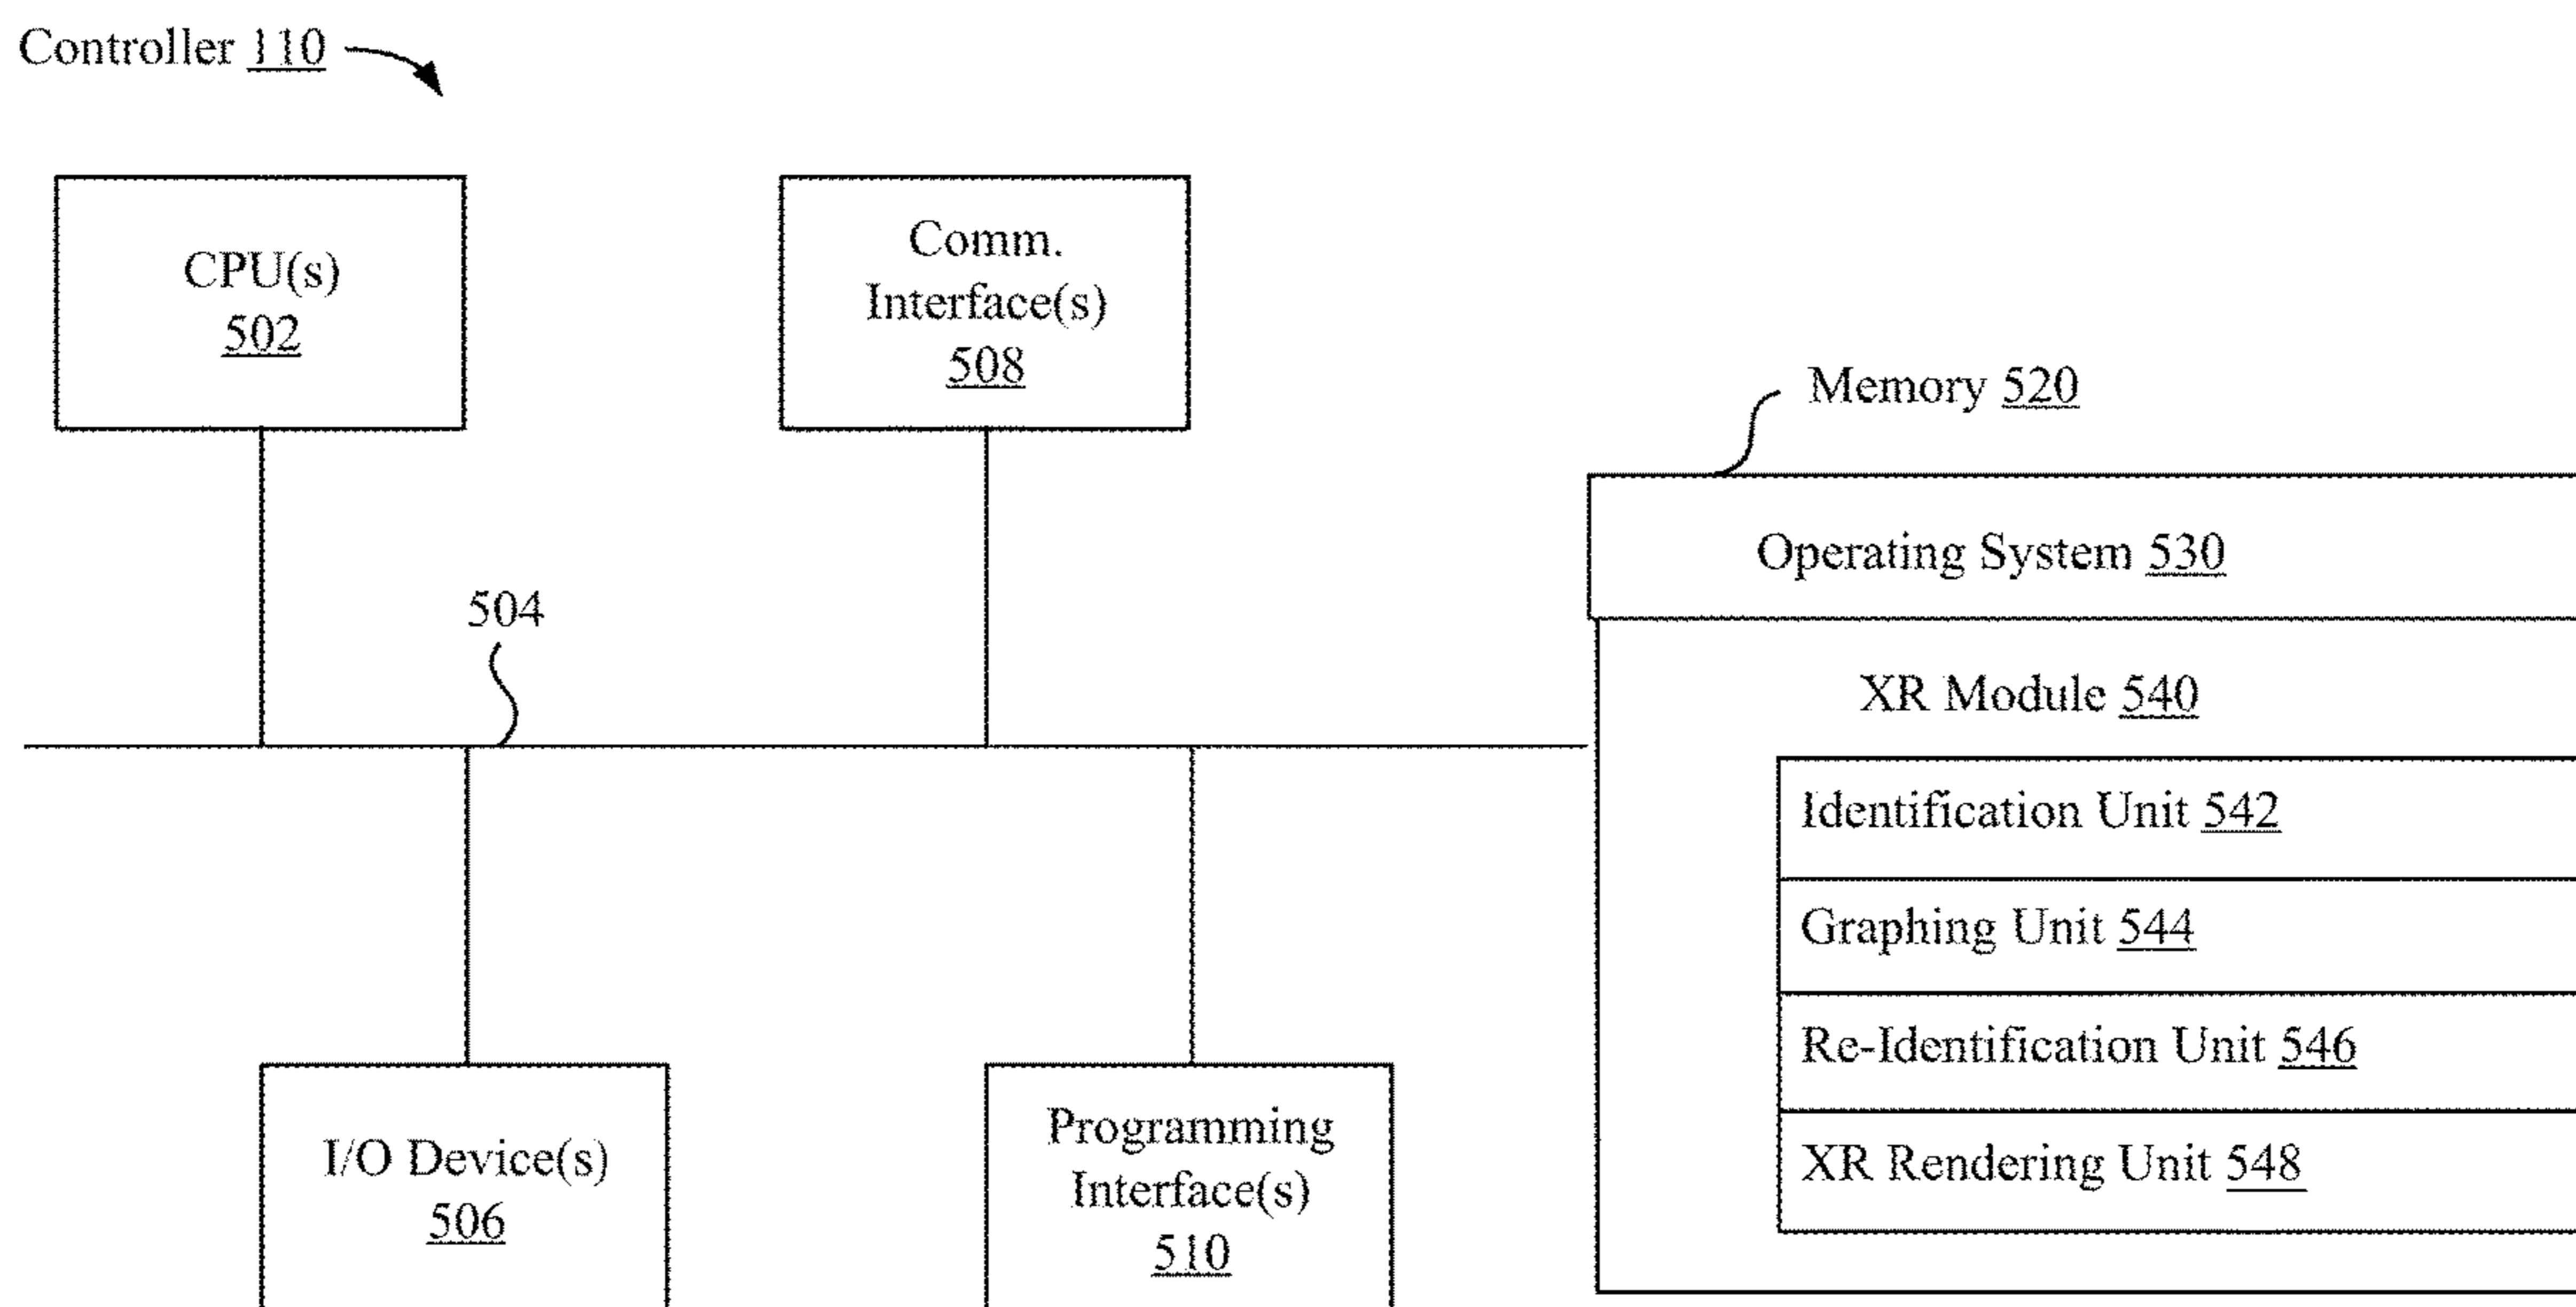 Controller 110
CPU(s)
502
Comm.
Interface(s)
508
Memory 520
Operating System 530
504
XR Module 540
Identification Unit 542
Graphing Unit 544
Re-Identification Unit 546
XR Rendering Unit 548
I/O Device(s)
506
Programming
Interface(s)
510